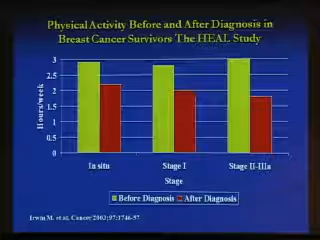 Physical Activity Before and After Diagnosis in
Breast Cancer Survivors The HEAL Study
Hours/week
3
2.5
2
1.5
1
0.5
0
In situ
Stage I
Stage II-IIIa
Stage
Before Diagnosis
After Diagnosis
Irwin M. et al. Cancer 2003;97:1746-57